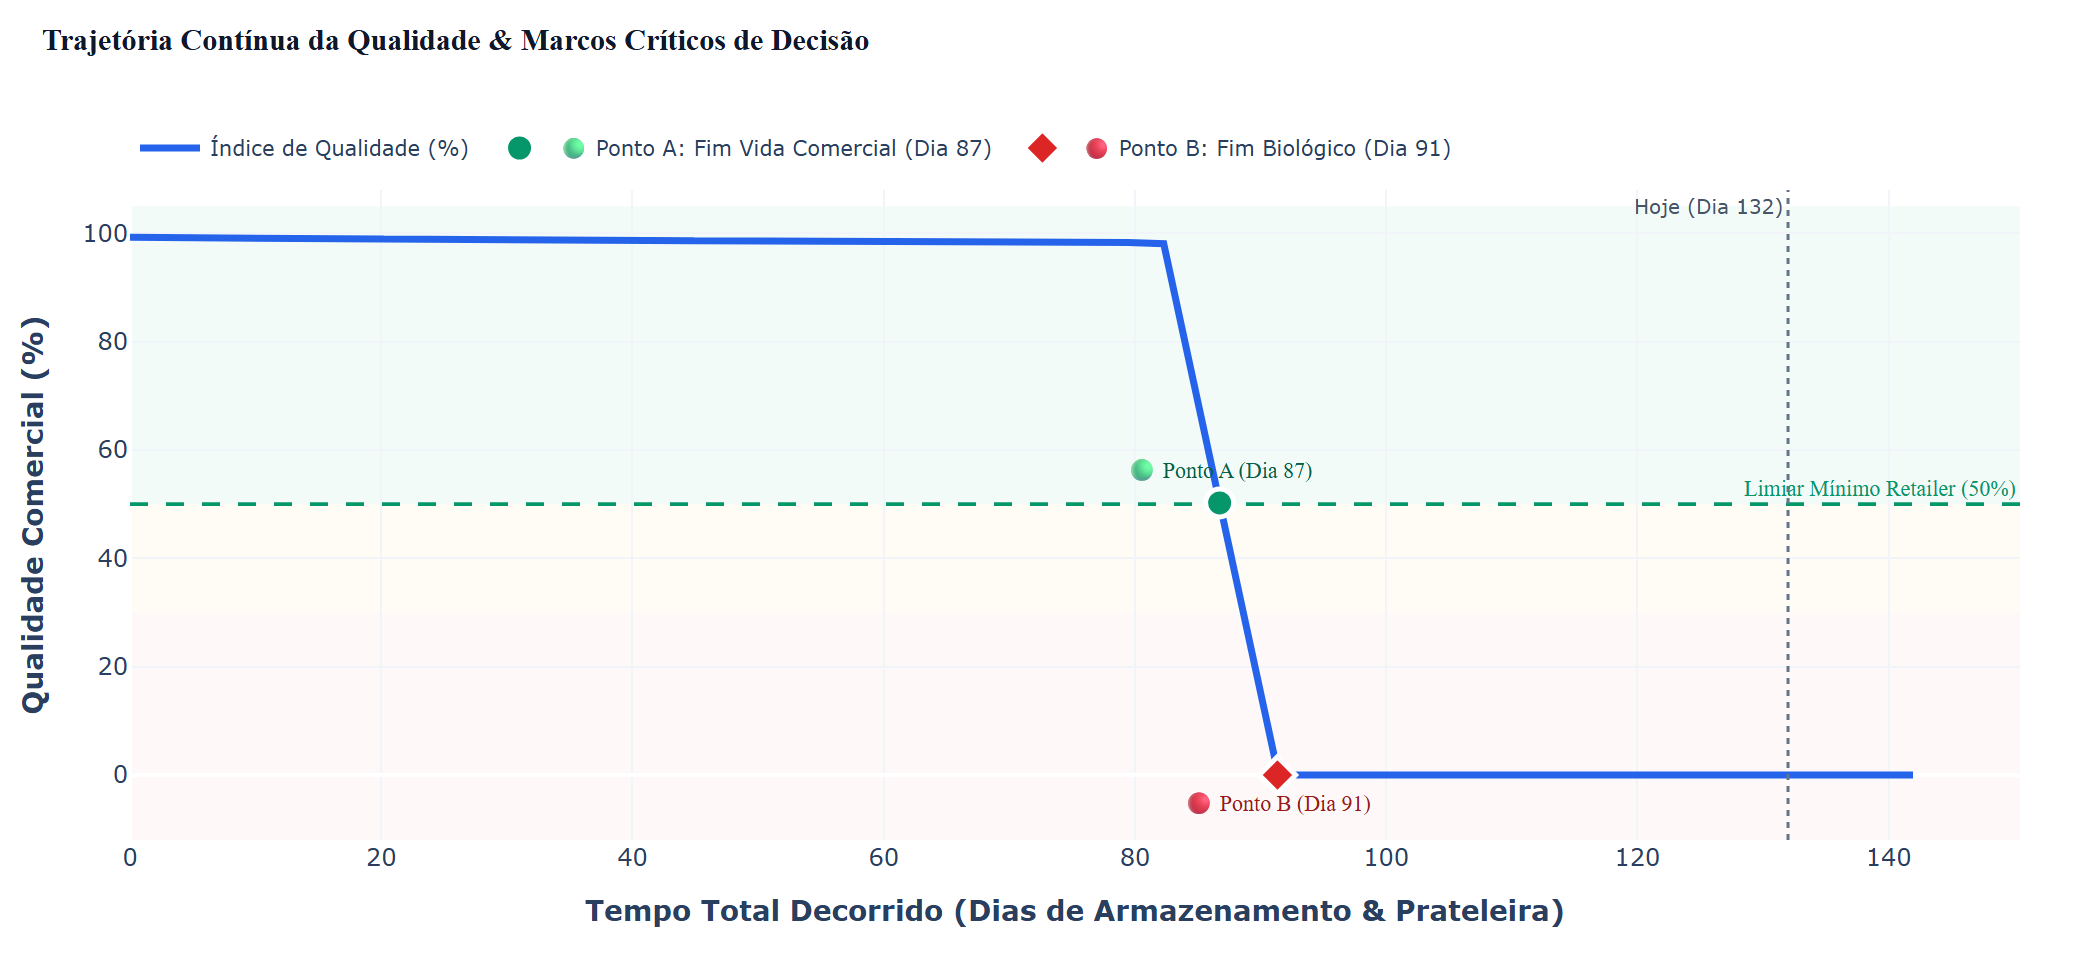 Trajetória Contínua da Qualidade & Marcos Críticos de Decisão
Índice de Qualidade (%)
Ponto A: Fim Vida Comercial (Dia 87)
Ponto B: Fim Biológico (Dia 91)
Hoje (Dia 132)
100
80
60
40
20
0
Qualidade Comercial (%)
Ponto A (Dia 87)
Limiar Mínimo Retailer (50%)
Ponto B (Dia 91)
0 20 40 60 80 100 120 140
Tempo Total Decorrido (Dias de Armazenamento & Prateleira)